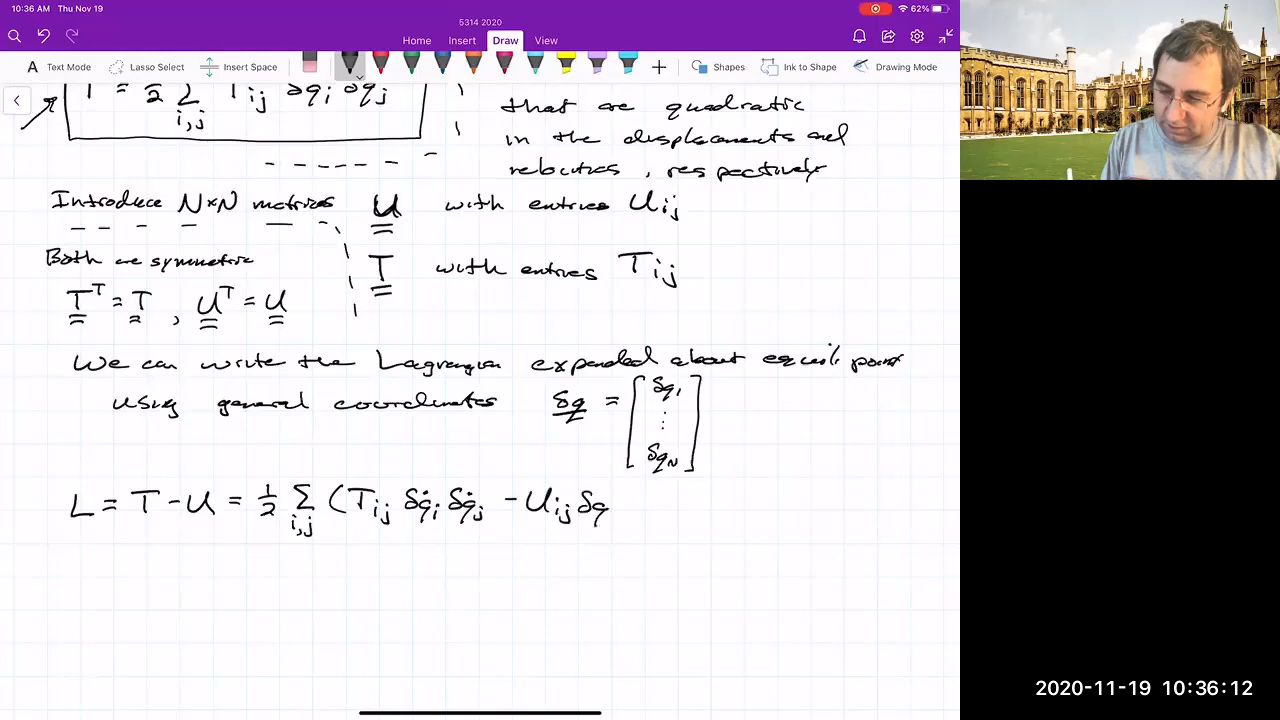 10:36 AM Thu Nov 19
62%
5314 2020
Home Insert Draw View
Text Mode Lasso Select Insert Space Shapes Ink to Shape Drawing Mode
= 1/2 Σ i,j T ij δq̇i δq̇j
that are quadratic
in the displacements and
velocities, respectively
Introduce N×N matrices U with entries Uij
Both are symmetric
T with entries Tij
T^T = T, U^T = U
We can write the Lagrangian expanded about equil. point
using general coordinates δq = [δq1 ⋮ δqN]
L = T - U = 1/2 Σ i,j (Tij δq̇i δq̇j - Uij δq
2020-11-19 10:36:12